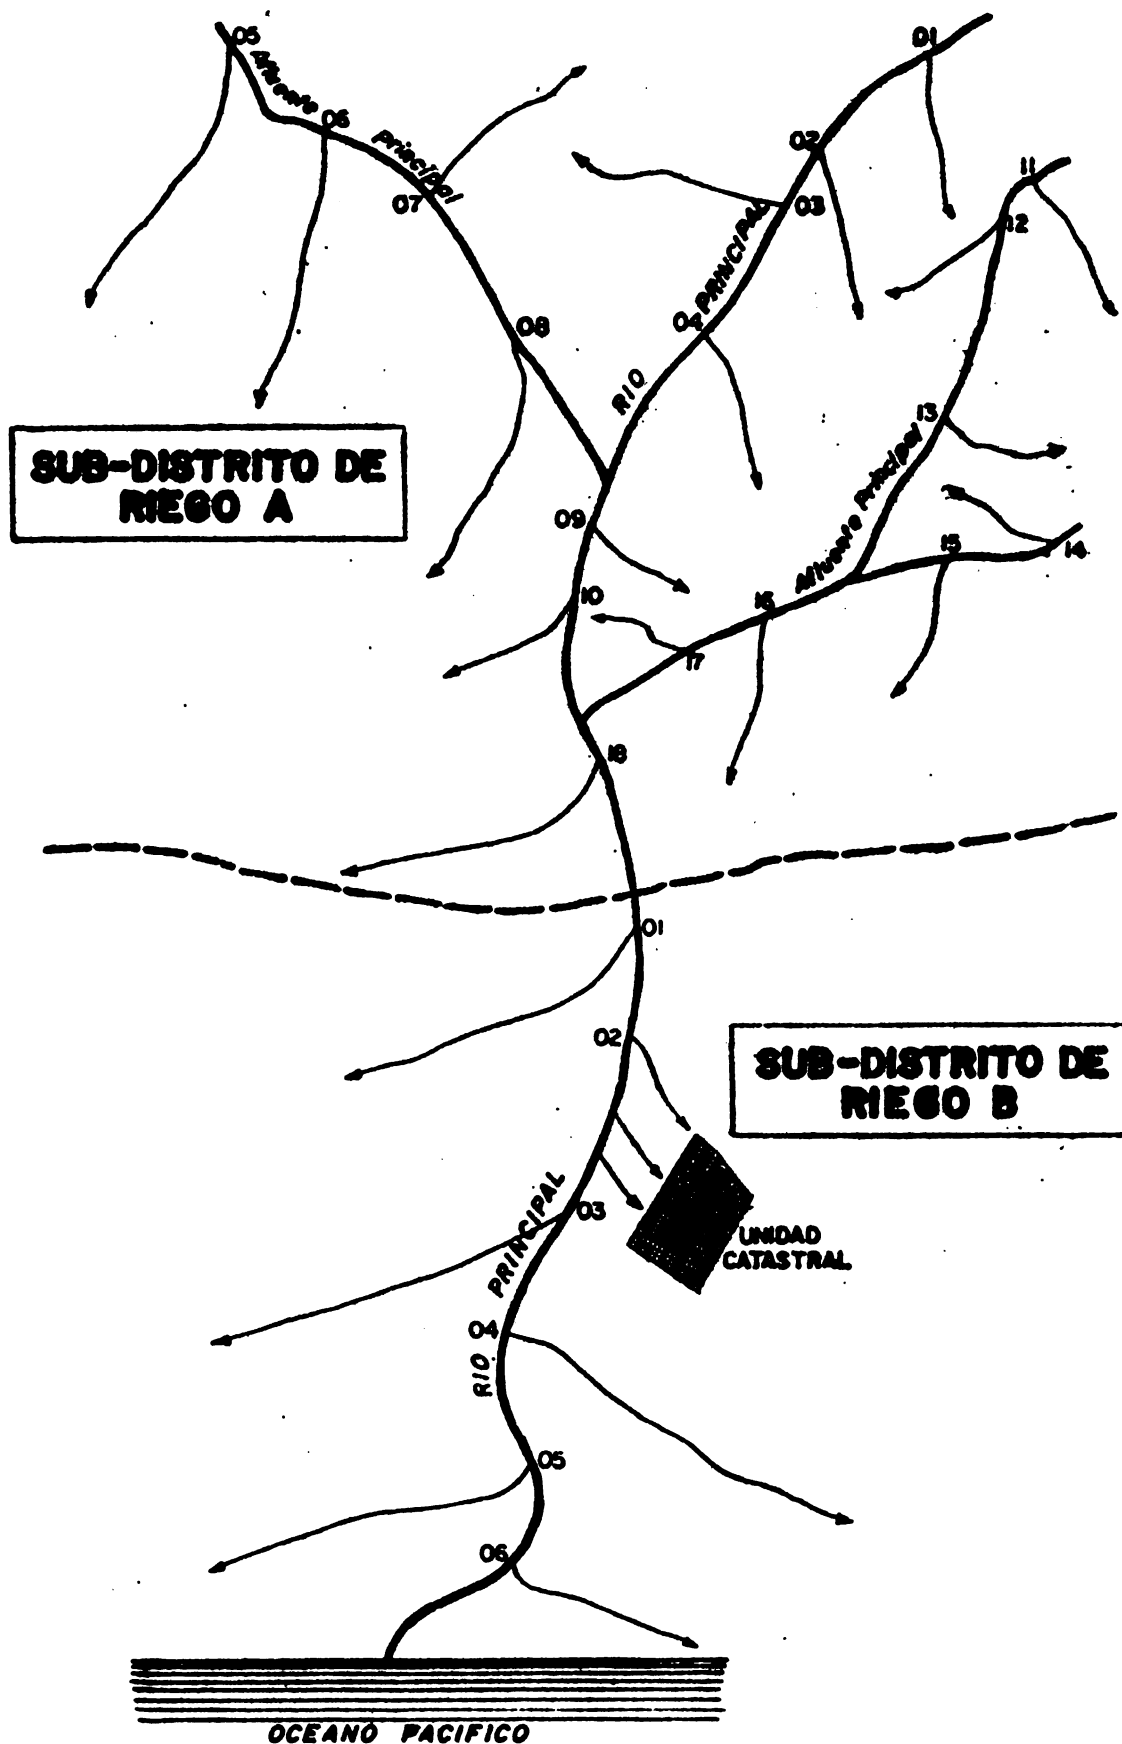 05
01
Afluente
06
Principal
02
11
07
03
12
PRINCIPAL
04
08
RIO
13
SUB-DISTRITO DE
RIEGO A
Afluente Principal
09
15
14
10
16
17
18
01
02
SUB-DISTRITO DE
RIEGO B
PRINCIPAL
03
UNIDAD
CATASTRAL
04
RIO
05
06
OCEANO PACIFICO